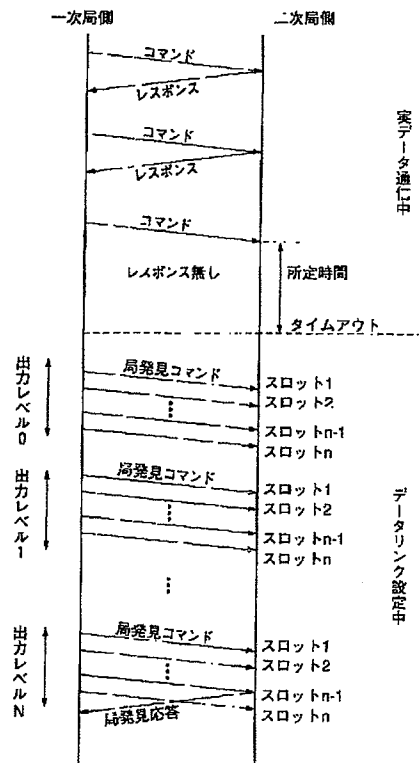 一次局側
二次局側
コマンド
レスポンス
コマンド
レスポンス
コマンド
レスポンス無し
所定時間
タイムアウト
実データ通信中
出力レベル0
局発見コマンド
スロット1
スロット2
スロットn-1
スロットn
出力レベル1
局発見コマンド
スロット1
スロット2
スロットn-1
スロットn
データリンク設定中
出力レベルN
局発見コマンド
スロット1
スロット2
スロットn-1
スロットn
局発見応答